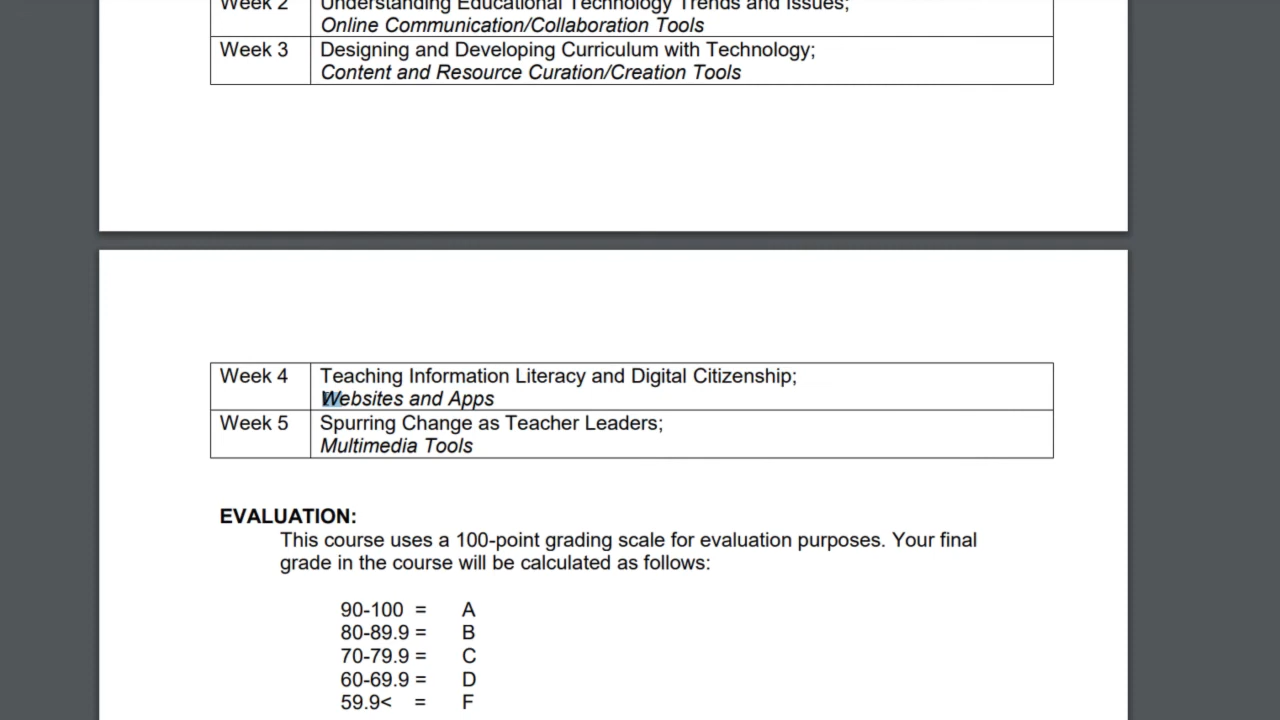 Week 2 Understanding Educational Technology Trends and Issues;
Online Communication/Collaboration Tools
Week 3 Designing and Developing Curriculum with Technology;
Content and Resource Curation/Creation Tools
Week 4 Teaching Information Literacy and Digital Citizenship;
Websites and Apps
Week 5 Spurring Change as Teacher Leaders;
Multimedia Tools
EVALUATION:
This course uses a 100-point grading scale for evaluation purposes. Your final
grade in the course will be calculated as follows:
90-100 = A
80-89.9 = B
70-79.9 = C
60-69.9 = D
59.9< = F